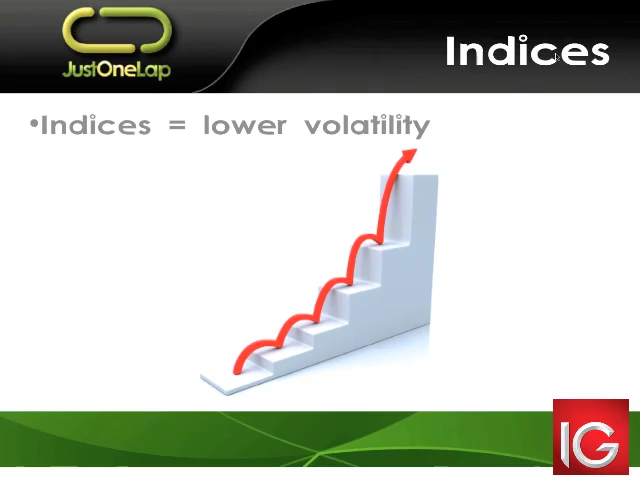 JustOneLap
Indices
•Indices = lower volatility
IG